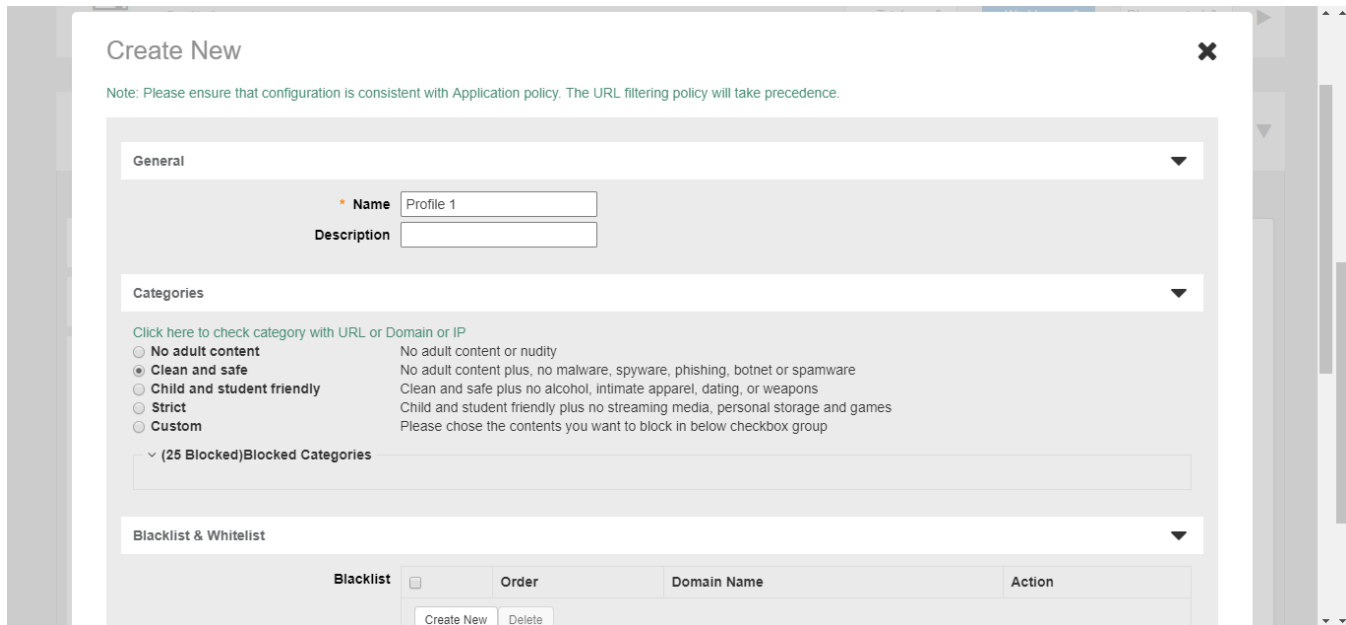 Create New
Note: Please ensure that configuration is consistent with Application policy. The URL filtering policy will take precedence.
General
* Name Profile 1
Description
Categories
Click here to check category with URL or Domain or IP
No adult content No adult content or nudity
Clean and safe No adult content plus, no malware, spyware, phishing, botnet or spamware
Child and student friendly Clean and safe plus no alcohol, intimate apparel, dating, or weapons
Strict Child and student friendly plus no streaming media, personal storage and games
Custom Please chose the contents you want to block in below checkbox group
(25 Blocked)Blocked Categories
Blacklist & Whitelist
Blacklist Order Domain Name Action
Create New Delete